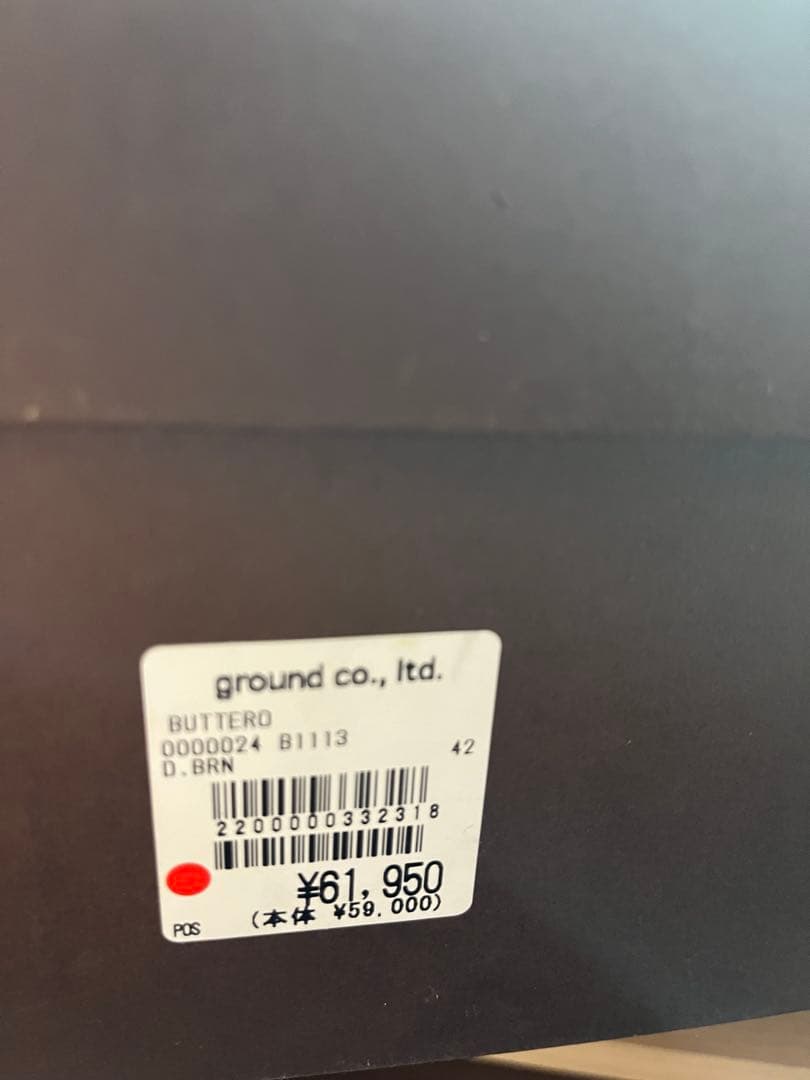 ground co., ltd.
BUTTERO
0000024 B1113
42
D.BRN
2200000332318
¥61,950
(本体 ¥59,000)
POS